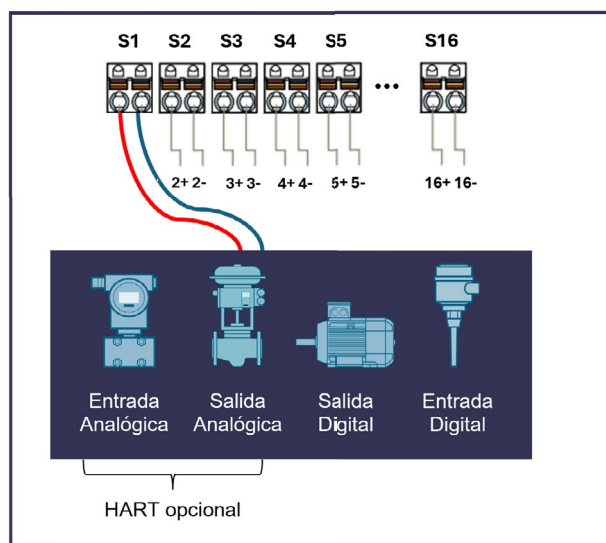 S1 S2 S3 S4 S5 ... S16
2+ 2- 3+ 3- 4+ 4- 5+ 5- 16+ 16-
Entrada Analógica
Salida Analógica
Salida Digital
Entrada Digital
HART opcional